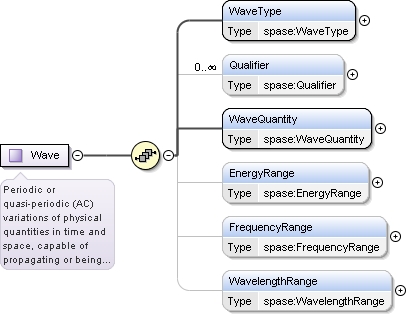 WaveType
Type spase:WaveType
0..∞
Qualifier
Type spase:Qualifier
WaveQuantity
Type spase:WaveQuantity
Wave
EnergyRange
Type spase:EnergyRange
Periodic or
quasi-periodic (AC)
variations of physical
quantities in time and
space, capable of
propagating or being...
FrequencyRange
Type spase:FrequencyRange
WavelengthRange
Type spase:WavelengthRange